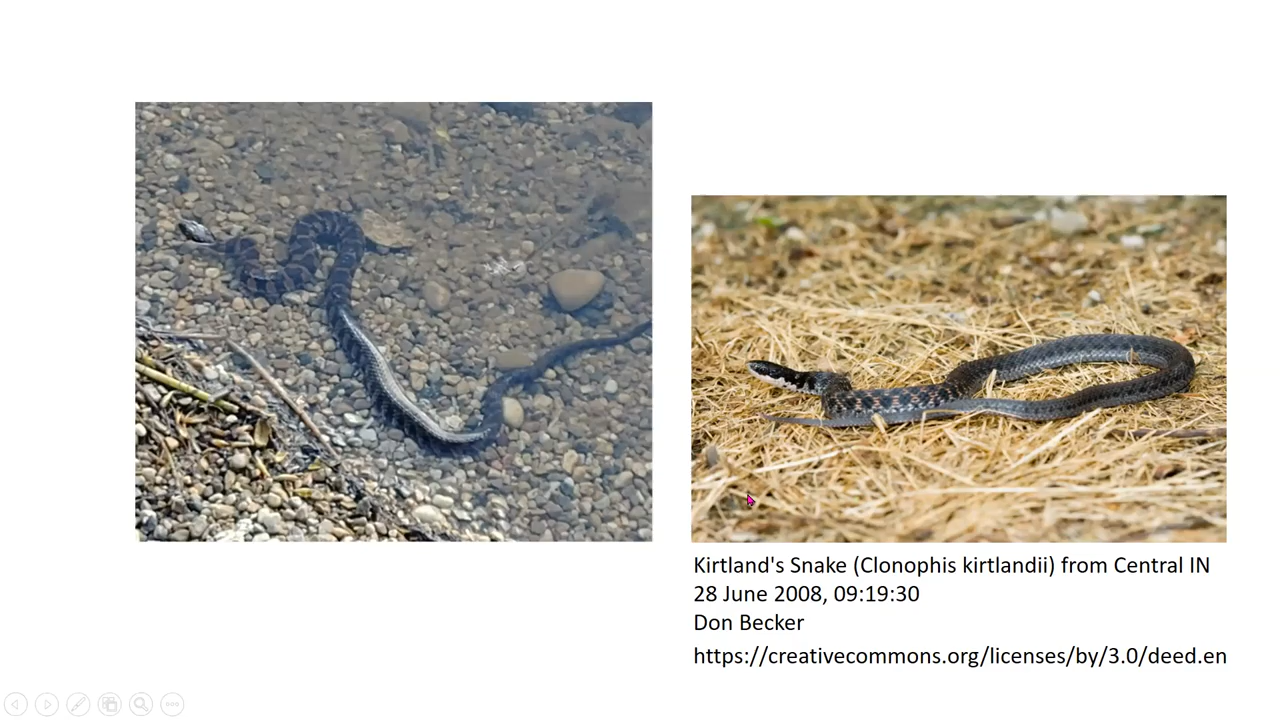 Kirtland's Snake (Clonophis kirtlandii) from Central IN
28 June 2008, 09:19:30
Don Becker
https://creativecommons.org/licenses/by/3.0/deed.en